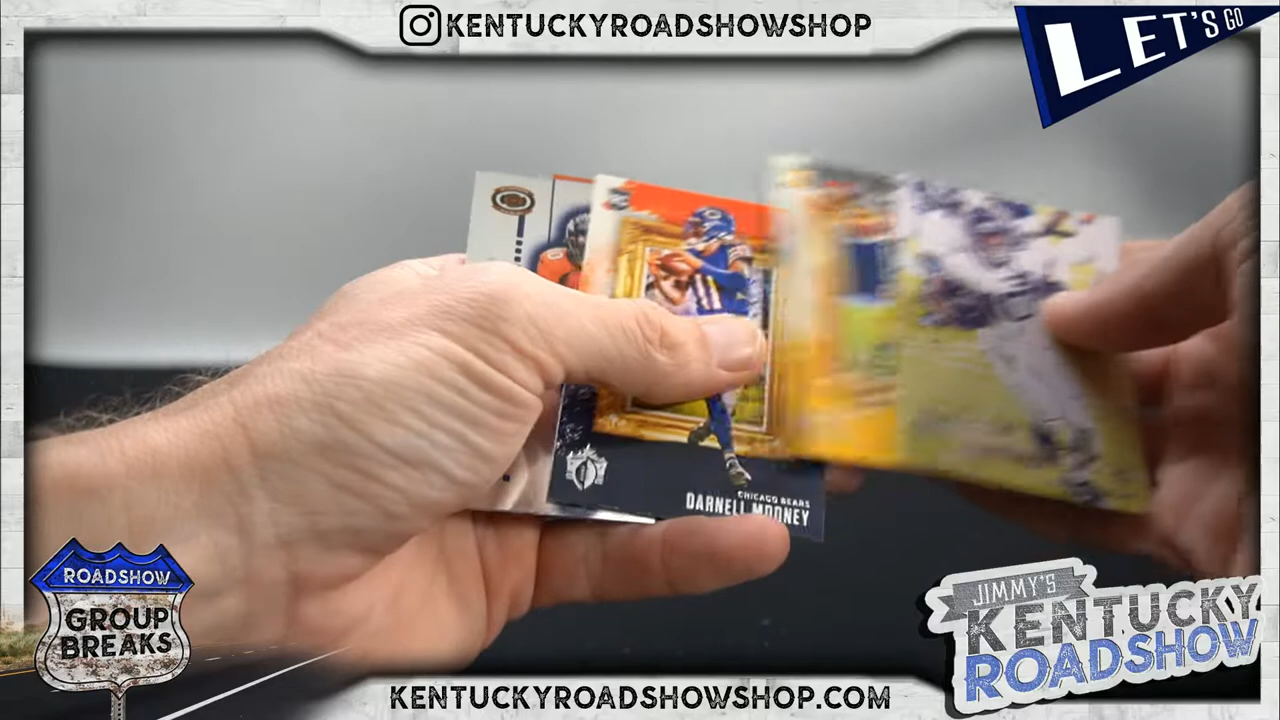 KENTUCKYROADSHOWSHOP
LET'S GO
CHICAGO BEARS
DARNELL MOONEY
ROADSHOW
GROUP
BREAKS
JIMMY'S
KENTUCKY
ROADSHOW
KENTUCKYROADSHOWSHOP.COM